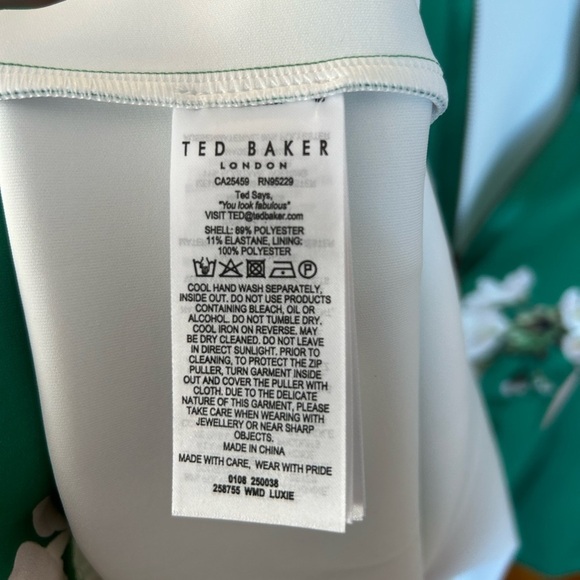 TED BAKER
LONDON
CA25459 RN95229
Ted Says,
"You look fabulous"
VISIT TED@tedbaker.com
SHELL: 89% POLYESTER
11% ELASTANE, LINING:
100% POLYESTER
P
COOL HAND WASH SEPARATELY,
INSIDE OUT. DO NOT USE PRODUCTS
CONTAINING BLEACH, OIL OR
ALCOHOL. DO NOT TUMBLE DRY.
COOL IRON ON REVERSE. MAY
BE DRY CLEANED. DO NOT LEAVE
IN DIRECT SUNLIGHT. PRIOR TO
CLEANING, TO PROTECT THE ZIP
PULLER, TURN GARMENT INSIDE
OUT AND COVER THE PULLER WITH
CLOTH. DUE TO THE DELICATE
NATURE OF THIS GARMENT, PLEASE
TAKE CARE WHEN WEARING WITH
JEWELLERY OR NEAR SHARP
OBJECTS.
MADE IN CHINA
MADE WITH CARE, WEAR WITH PRIDE
0108 250038
258755 WMD LUXIE